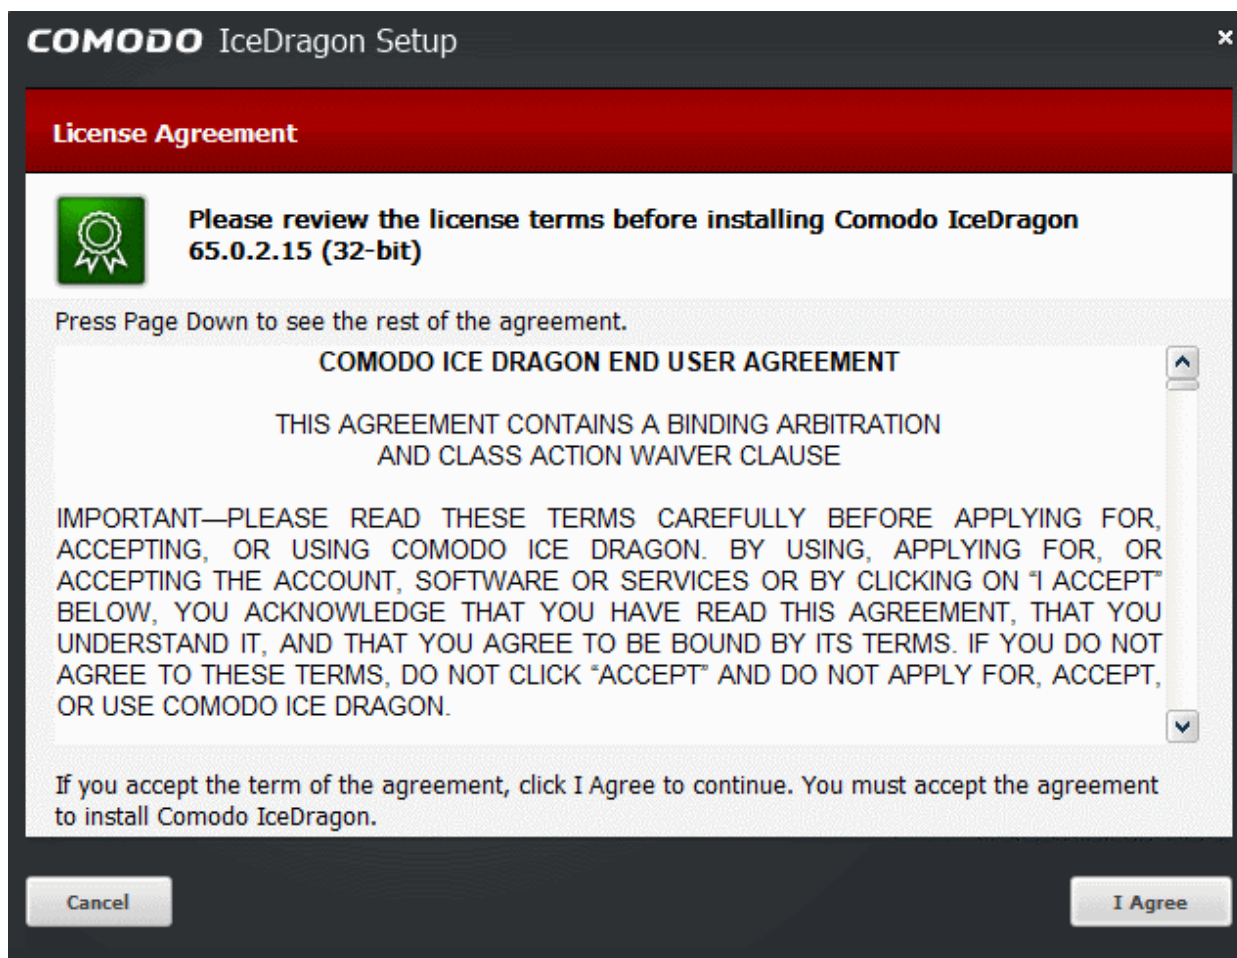 COMODO IceDragon Setup
License Agreement
Please review the license terms before installing Comodo IceDragon
65.0.2.15 (32-bit)
Press Page Down to see the rest of the agreement.
COMODO ICE DRAGON END USER AGREEMENT
THIS AGREEMENT CONTAINS A BINDING ARBITRATION
AND CLASS ACTION WAIVER CLAUSE
IMPORTANT—PLEASE READ THESE TERMS CAREFULLY BEFORE APPLYING FOR,
ACCEPTING, OR USING COMODO ICE DRAGON. BY USING, APPLYING FOR, OR
ACCEPTING THE ACCOUNT, SOFTWARE OR SERVICES OR BY CLICKING ON “I ACCEPT”
BELOW, YOU ACKNOWLEDGE THAT YOU HAVE READ THIS AGREEMENT, THAT YOU
UNDERSTAND IT, AND THAT YOU AGREE TO BE BOUND BY ITS TERMS. IF YOU DO NOT
AGREE TO THESE TERMS, DO NOT CLICK “ACCEPT” AND DO NOT APPLY FOR, ACCEPT,
OR USE COMODO ICE DRAGON.
If you accept the term of the agreement, click I Agree to continue. You must accept the agreement
to install Comodo IceDragon.
Cancel
I Agree